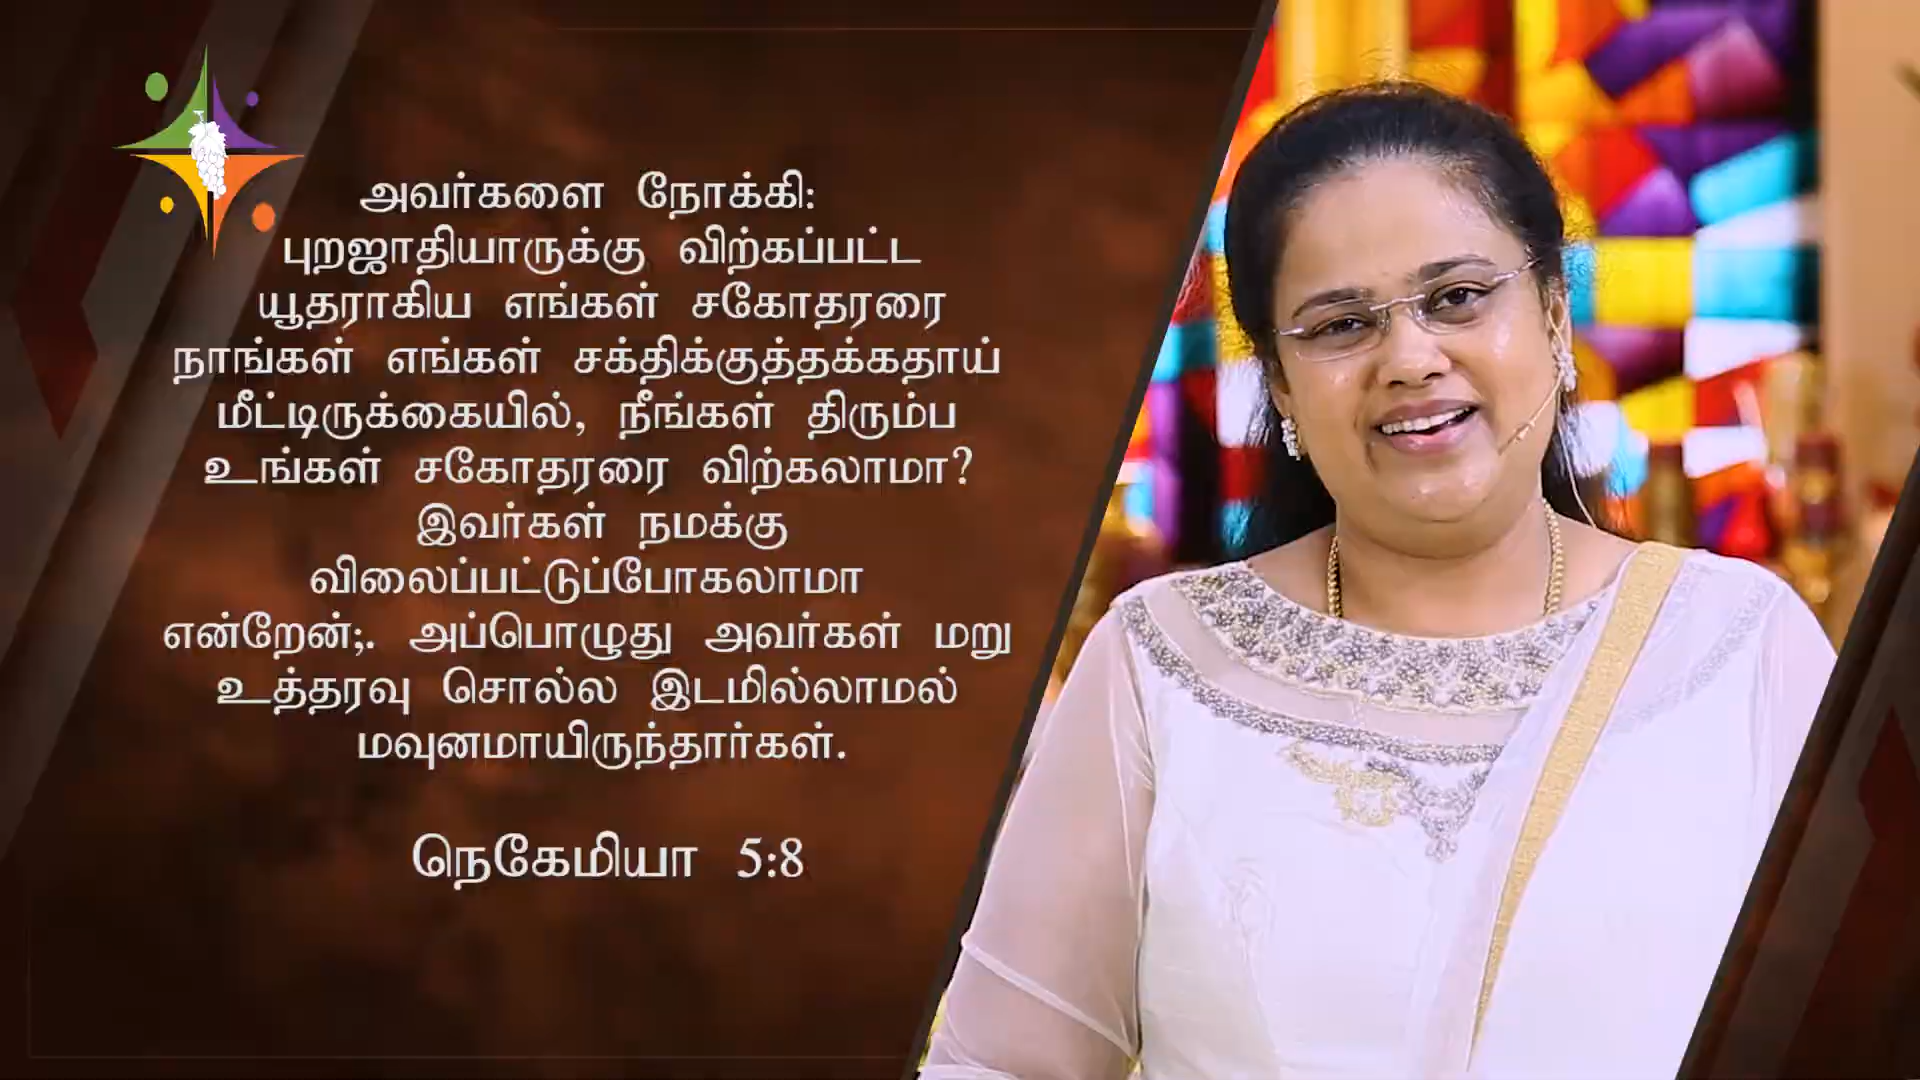 அவர்களை நோக்கி:
புறஜாதியாருக்கு விற்கப்பட்ட
யூதராகிய எங்கள் சகோதரரை
நாங்கள் எங்கள் சக்திக்குத்தக்கதாய்
மீட்டிருக்கையில், நீங்கள் திரும்ப
உங்கள் சகோதரரை விற்கலாமா?
இவர்கள் நமக்கு
விலைப்பட்டுப்போகலாமா
என்றேன்;. அப்பொழுது அவர்கள் மறு
உத்தரவு சொல்ல இடமில்லாமல்
மவுனமாயிருந்தார்கள்.
நெகேமியா 5:8